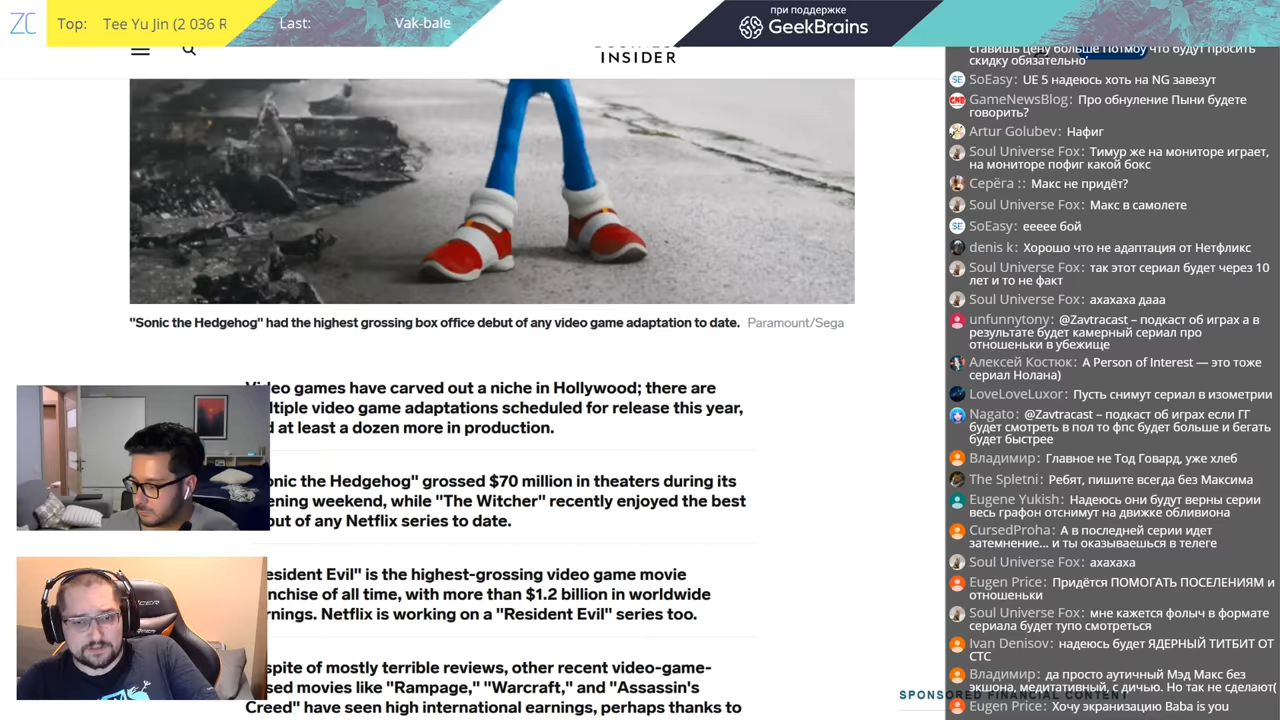 ZC
Top: Tee Yu Jin (2 036 R
Last: Vak-bale
при поддержке
GeekBrains
INSIDER
"Sonic the Hedgehog" had the highest grossing box office debut of any video game adaptation to date. Paramount/Sega
Video games have carved out a niche in Hollywood; there are
tiple video game adaptations scheduled for release this year,
d at least a dozen more in production.
onic the Hedgehog" grossed $70 million in theaters during its
ening weekend, while "The Witcher" recently enjoyed the best
out of any Netflix series to date.
esident Evil" is the highest-grossing video game movie
nchise of all time, with more than $1.2 billion in worldwide
rnings. Netflix is working on a "Resident Evil" series too.
spite of mostly terrible reviews, other recent video-game-
sed movies like "Rampage," "Warcraft," and "Assassin's
Creed" have seen high international earnings, perhaps thanks to
SPONSORED FINANCIAL CONTENT
ставишь цену больше Потмоу что будут просить
скидку обязательно'
SoEasy: UE 5 надеюсь хоть на NG завезут
GameNewsBlog: Про обнуление Пыни будете
говорить?
Artur Golubev: Нафиг
Soul Universe Fox: Тимур же на мониторе играет,
на мониторе пофиг какой бокс
Серёга :: Макс не придёт?
Soul Universe Fox: Макс в самолете
SoEasy: еееее бой
denis k: Хорошо что не адаптация от Нетфликс
Soul Universe Fox: так этот сериал будет через 10
лет и то не факт
Soul Universe Fox: ахахаха дааа
unfunnytony: @Zavtracast – подкаст об играх а в
результате будет камерный сериал про
отношеньки в убежище
Алексей Костюк: A Person of Interest — это тоже
сериал Нолана)
LoveLoveLuxor: Пусть снимут сериал в изометрии
Nagato: @Zavtracast – подкаст об играх если ГГ
будет смотреть в пол то фпс будет больше и бегать
будет быстрее
Владимир: Главное не Тод Говард, уже хлеб
The Spletni: Ребят, пишите всегда без Максима
Eugene Yukish: Надеюсь они будут верны серии
весь графон отснимут на движке обливиона
CursedProha: А в последней серии идет
затемнение... и ты оказываешься в телеге
Soul Universe Fox: ахахаха
Eugen Price: Придётся ПОМОГАТЬ ПОСЕЛЕНИЯМ и
отношеньки
Soul Universe Fox: мне кажется фолыч в формате
сериала будет тупо смотреться
Ivan Denisov: надеюсь будет ЯДЕРНЫЙ ТИТБИТ ОТ
СТС
Владимир: да просто аутичный Мэд Макс без
экшона, медитативный, с дичью. Но так не сделают(
Eugen Price: Хочу экранизацию Baba is you